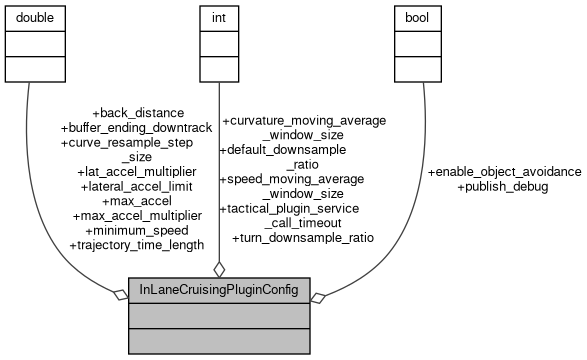 double
int
bool
+back_distance
+buffer_ending_downtrack
+curve_resample_step
_size
+lat_accel_multiplier
+lateral_accel_limit
+max_accel
+max_accel_multiplier
+minimum_speed
+trajectory_time_length
+curvature_moving_average
_window_size
+default_downsample
_ratio
+speed_moving_average
_window_size
+tactical_plugin_service
_call_timeout
+turn_downsample_ratio
+enable_object_avoidance
+publish_debug
InLaneCruisingPluginConfig